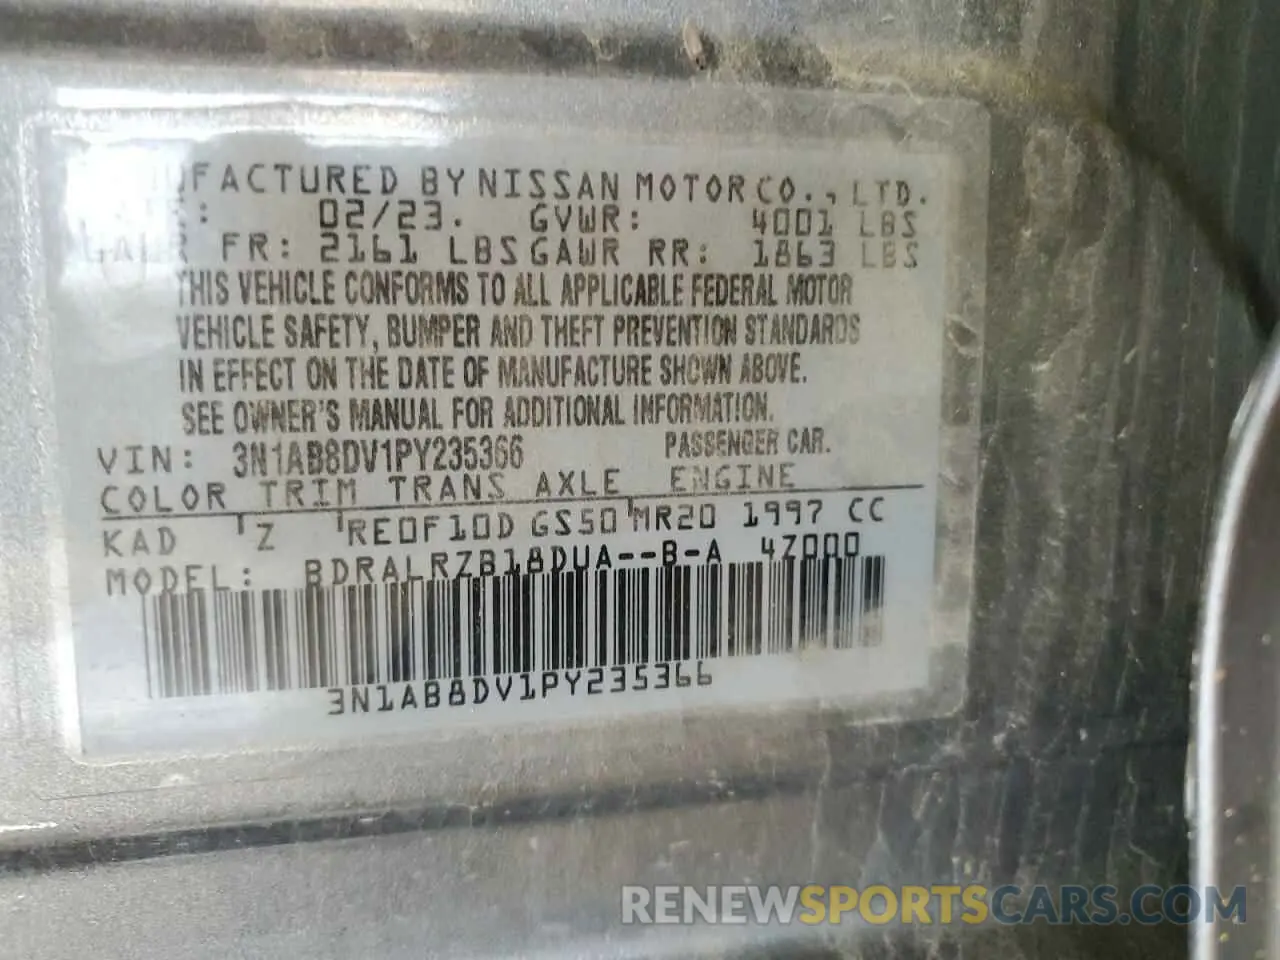 UFACTURED BY NISSAN MOTOR CO., LTD.
: 02/23. GVWR: 4001 LBS
GAWR FR: 2161 LBS GAWR RR: 1863 LBS
THIS VEHICLE CONFORMS TO ALL APPLICABLE FEDERAL MOTOR
VEHICLE SAFETY, BUMPER AND THEFT PREVENTION STANDARDS
IN EFFECT ON THE DATE OF MANUFACTURE SHOWN ABOVE.
SEE OWNER'S MANUAL FOR ADDITIONAL INFORMATION.
VIN: 3N1AB8DV1PY235366 PASSENGER CAR.
COLOR TRIM TRANS AXLE ENGINE
KAD Z RE0F10D GS50 MR20 1997 CC
MODEL: BDRALRZB18DUA--B-A 4Z000
3N1AB8DV1PY235366
RENEWSPORTSCARS.COM